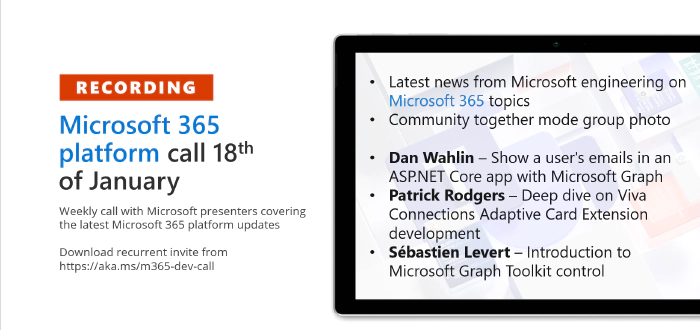 RECORDING
Microsoft 365
platform call 18th
of January
Weekly call with Microsoft presenters covering
the latest Microsoft 365 platform updates
Download recurrent invite from
https://aka.ms/m365-dev-call
• Latest news from Microsoft engineering on
Microsoft 365 topics
• Community together mode group photo
• Dan Wahlin – Show a user's emails in an
ASP.NET Core app with Microsoft Graph
• Patrick Rodgers – Deep dive on Viva
Connections Adaptive Card Extension
development
• Sébastien Levert – Introduction to
Microsoft Graph Toolkit control